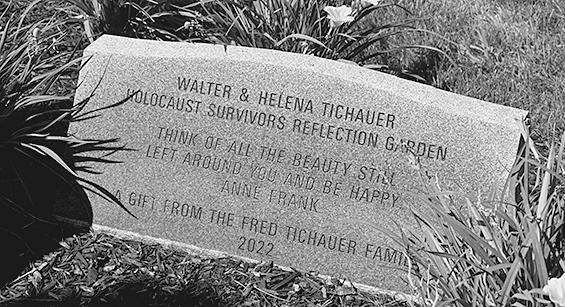 WALTER & HELENA TICHAUER
HOLOCAUST SURVIVORS REFLECTION GARDEN
THINK OF ALL THE BEAUTY STILL
LEFT AROUND YOU AND BE HAPPY
ANNE FRANK
A GIFT FROM THE FRED TICHAUER FAMILY
2022